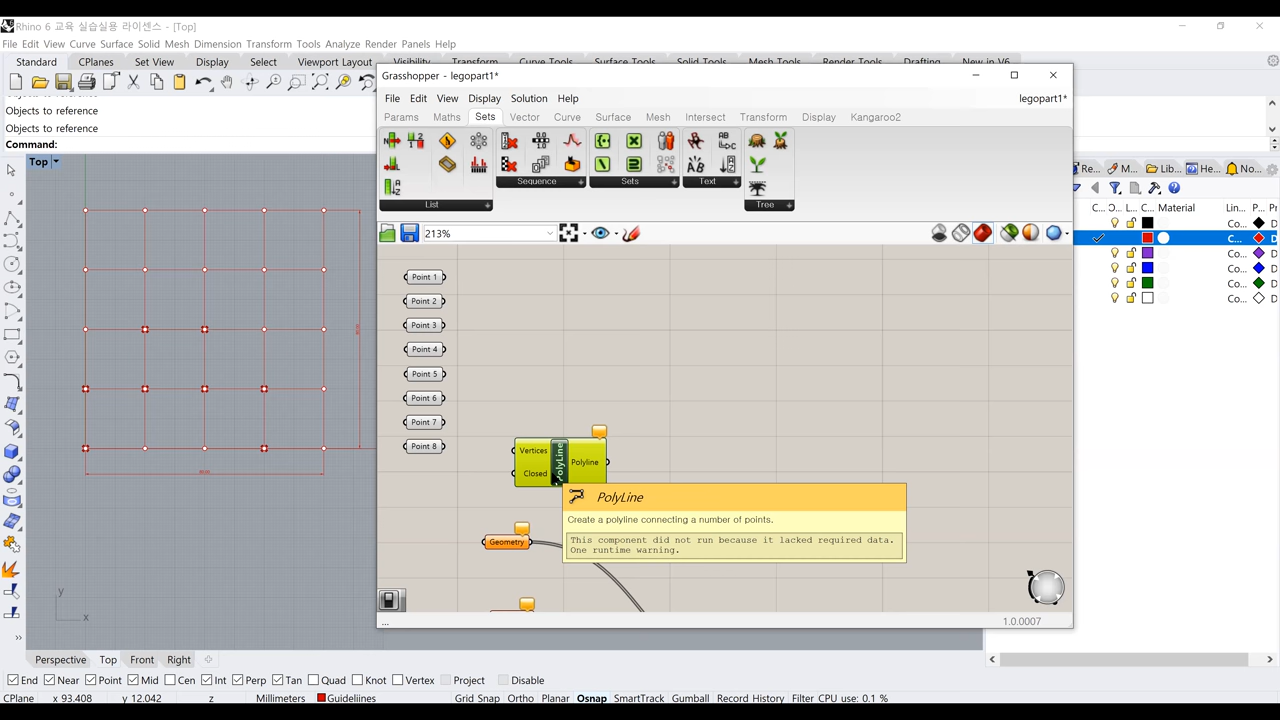 Rhino 6 교육 실습실용 라이센스 - [Top]
File Edit View Curve Surface Solid Mesh Dimension Transform Tools Analyze Render Panels Help
Standard CPlanes Set View Display Select Viewport Layout Visibility Transform Curve Tools Surface Tools Solid Tools Mesh Tools Render Tools Drafting New in V6
Objects to reference
Objects to reference
Command:
Top
Grasshopper - legopart1*
File Edit View Display Solution Help legopart1*
Params Maths Sets Vector Curve Surface Mesh Intersect Transform Display Kangaroo2
List Sequence Sets Text Tree
213%
Point 1
Point 2
Point 3
Point 4
Point 5
Point 6
Point 7
Point 8
Vertices
Closed
PolyLine
Polyline
PolyLine
Create a polyline connecting a number of points.
This component did not run because it lacked required data.
One runtime warning.
Geometry
... 1.0.0007
Re... M... Lib... He... No...
C... L... C... Material Lin... P...
Co...
C...
Co...
Co...
Co...
Co...
y
x
Perspective Top Front Right
End Near Point Mid Cen Int Perp Tan Quad Knot Vertex Project Disable
CPlane x 93.408 y 12.042 z Millimeters Guidelines Grid Snap Ortho Planar Osnap SmartTrack Gumball Record History Filter CPU use: 0.1 %